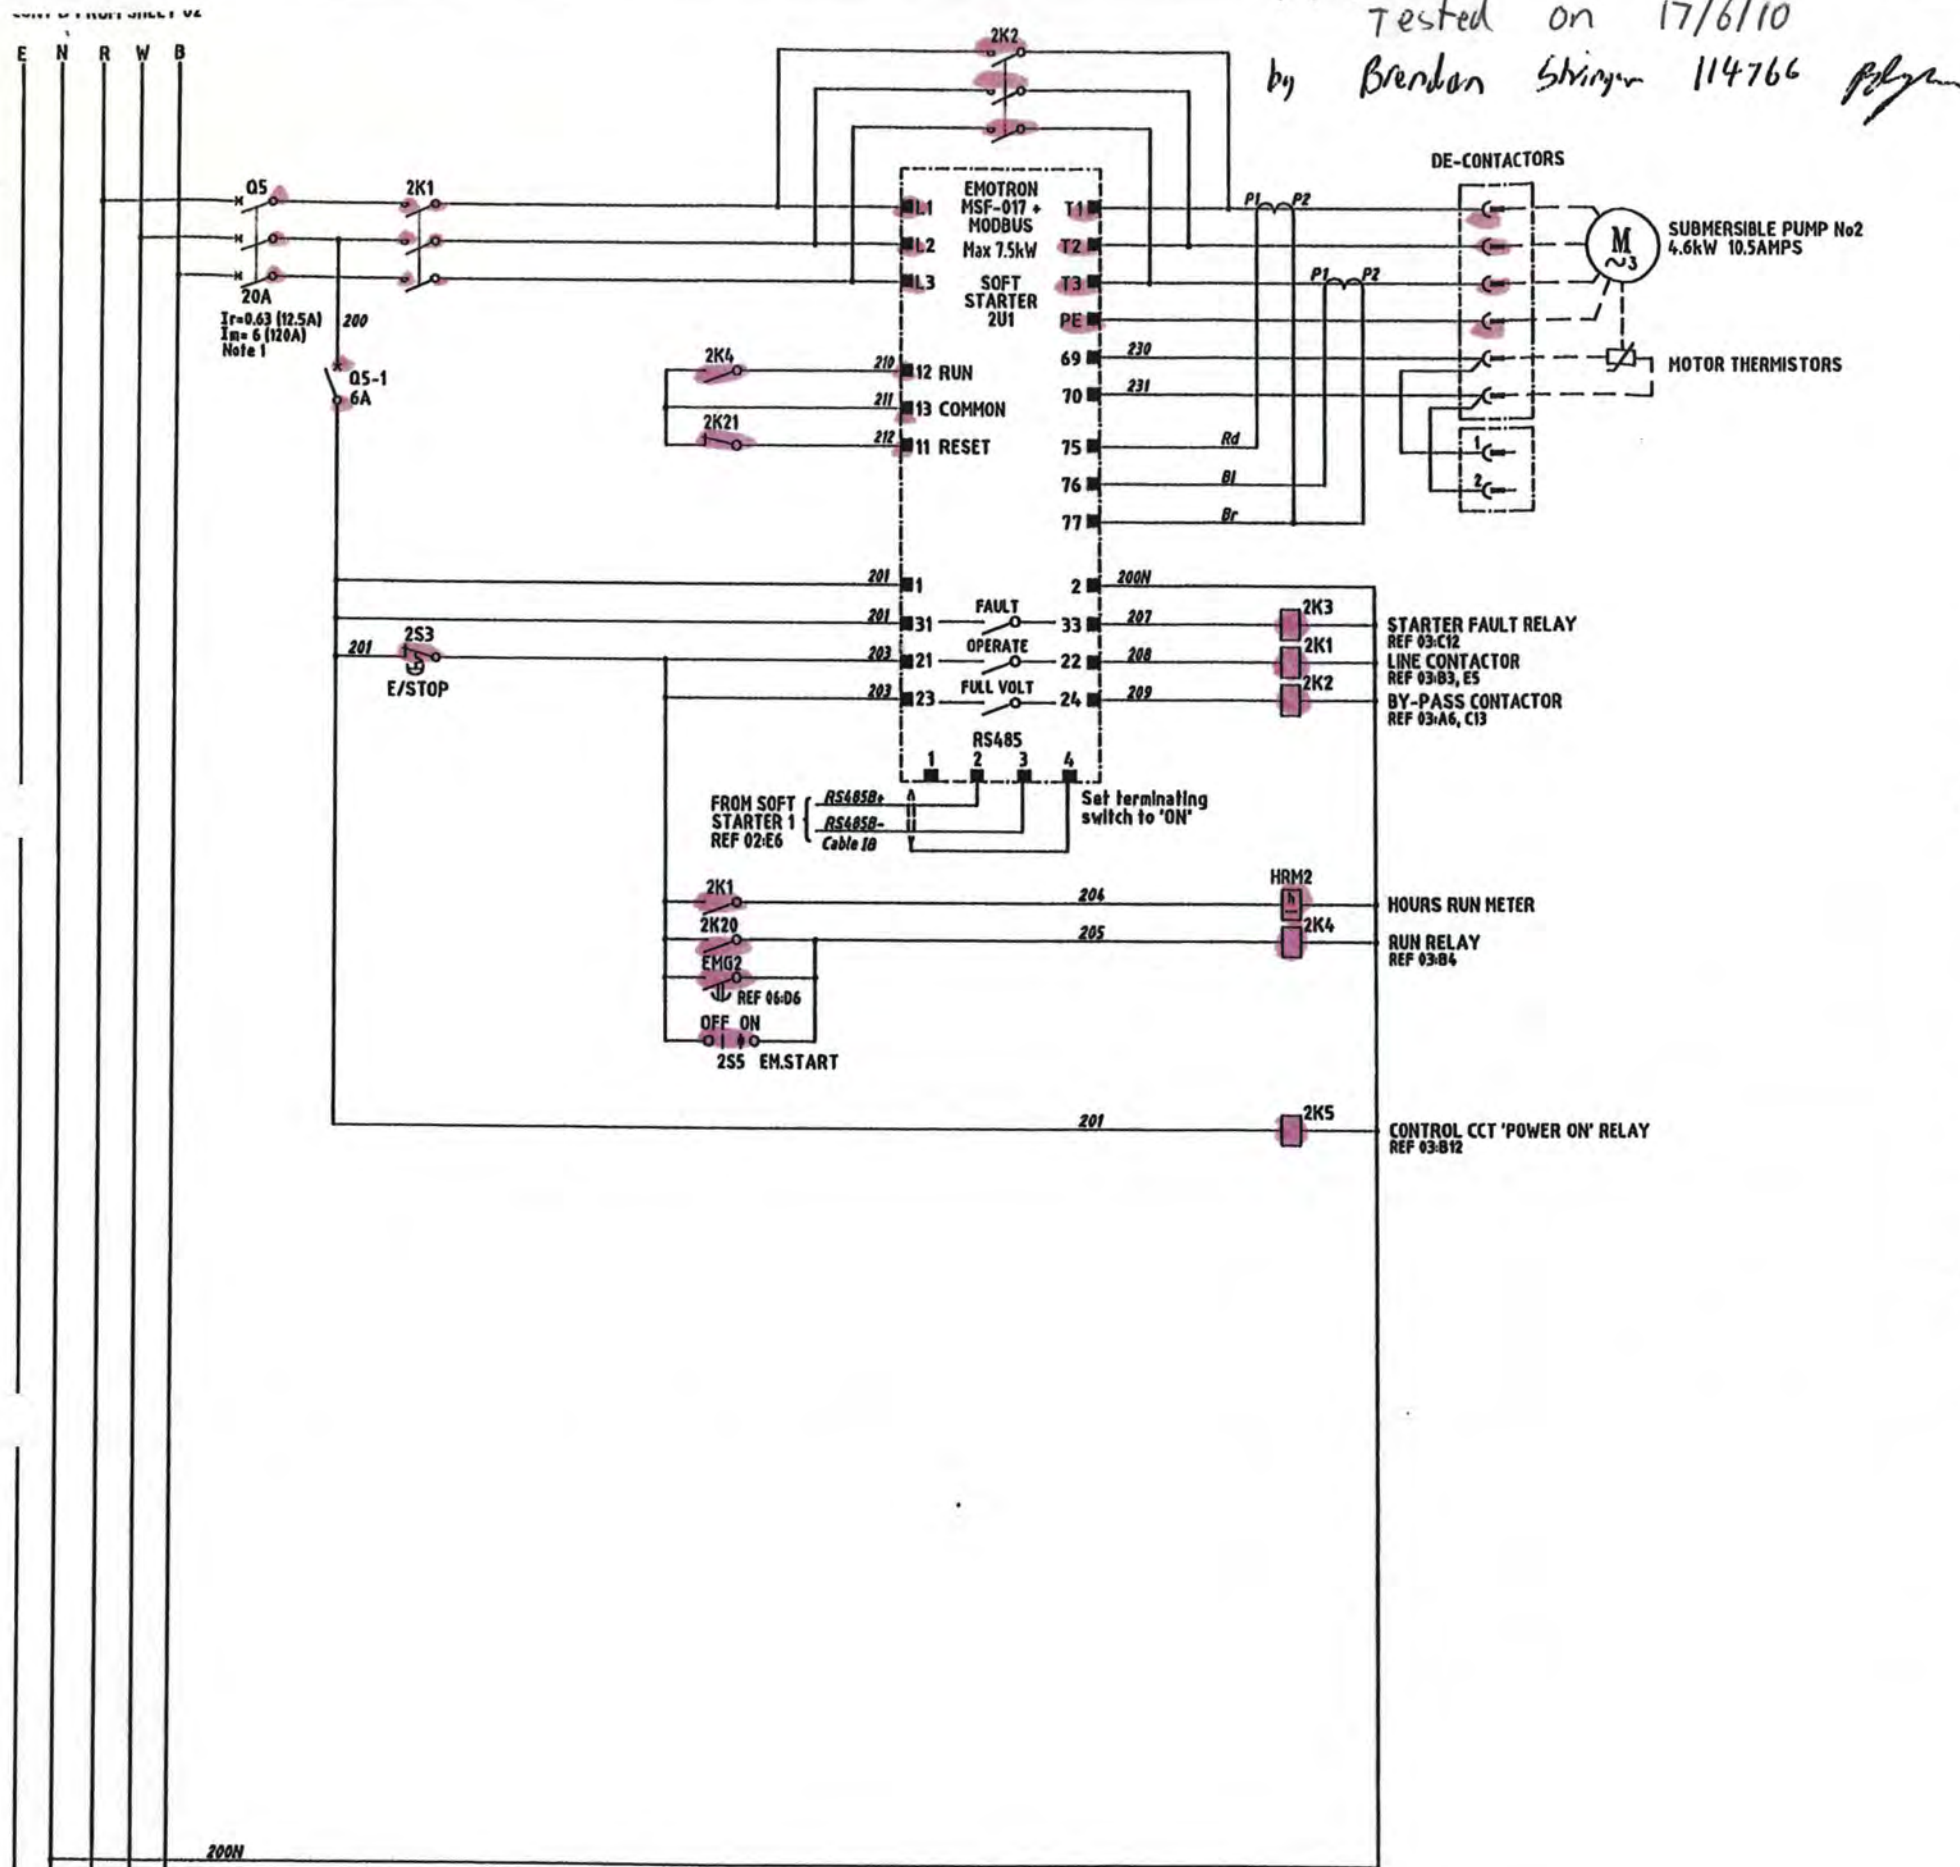 Tested on 17/6/10
by Brendan 114766
E N R W B
2K2
DE-CONTACTORS
Q5
2K1
20A
Ir=0.63 (12.5A)
Im= 6 (120A)
Note 1
200
Q5-1
6A
EMOTRON
MSF-017 +
MODBUS
Max 7.5kW
SOFT
STARTER
2U1
L1
L2
L3
T1
T2
T3
PE
P1 P2
P1 P2
M
~3
SUBMERSIBLE PUMP No2
4.6kW 10.5AMPS
MOTOR THERMISTORS
2K4
210
12 RUN
211
13 COMMON
2K21
212
11 RESET
69
230
70
231
75
Rd
76
Bl
77
Br
1
2
201
1
2
200N
201
31
FAULT
33
207
2K3
STARTER FAULT RELAY
REF 03:C12
201
2S3
E/STOP
203
21
OPERATE
22
208
2K1
LINE CONTACTOR
REF 03:B3, E5
203
23
FULL VOLT
24
209
2K2
BY-PASS CONTACTOR
REF 03:A6, C13
RS485
1 2 3 4
FROM SOFT
STARTER 1
REF 02:E6
RS485B+
RS485B-
Cable 18
Set terminating
switch to 'ON'
2K1
204
HRM2
h
HOURS RUN METER
2K20
205
2K4
RUN RELAY
REF 03:B4
EMG2
REF 06:D6
OFF ON
2S5 EM.START
201
2K5
CONTROL CCT 'POWER ON' RELAY
REF 03:B12
200N